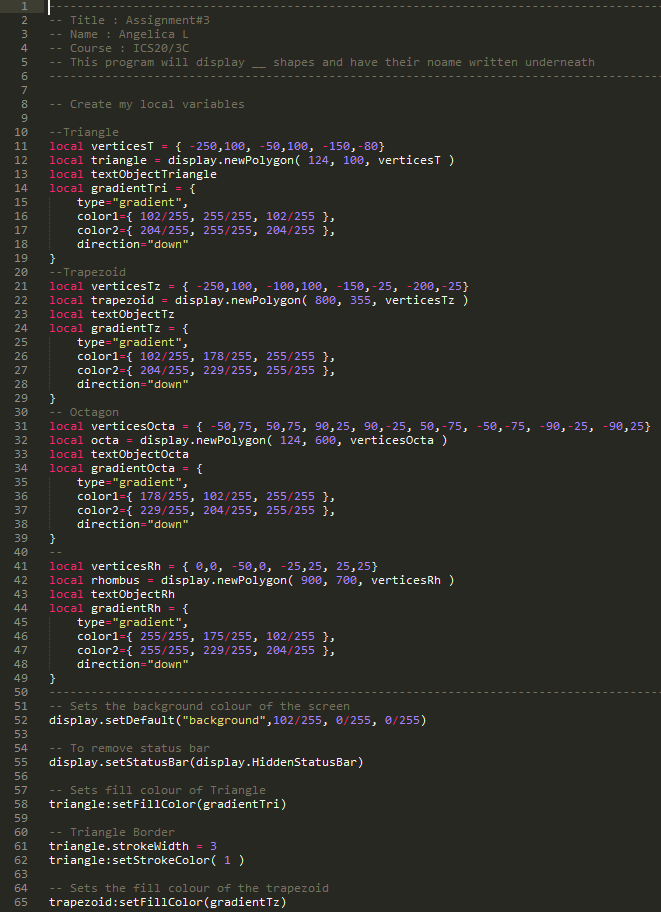 1 --------------------------------------------------------------------------------------
2 -- Title : Assignment#3
3 -- Name : Angelica L
4 -- Course : ICS20/3C
5 -- This program will display __ shapes and have their noame written underneath
6 --------------------------------------------------------------------------------------
7
8 -- Create my local variables
9
10 --Triangle
11 local verticesT = { -250,100, -50,100, -150,-80}
12 local triangle = display.newPolygon( 124, 100, verticesT )
13 local textObjectTriangle
14 local gradientTri = {
15     type="gradient",
16     color1={ 102/255, 255/255, 102/255 },
17     color2={ 204/255, 255/255, 204/255 },
18     direction="down"
19 }
20 --Trapezoid
21 local verticesTz = { -250,100, -100,100, -150,-25, -200,-25}
22 local trapezoid = display.newPolygon( 800, 355, verticesTz )
23 local textObjectTz
24 local gradientTz = {
25     type="gradient",
26     color1={ 102/255, 178/255, 255/255 },
27     color2={ 204/255, 229/255, 255/255 },
28     direction="down"
29 }
30 -- Octagon
31 local verticesOcta = { -50,75, 50,75, 90,25, 90,-25, 50,-75, -50,-75, -90,-25, -90,25}
32 local octa = display.newPolygon( 124, 600, verticesOcta )
33 local textObjectOcta
34 local gradientOcta = {
35     type="gradient",
36     color1={ 178/255, 102/255, 255/255 },
37     color2={ 229/255, 204/255, 255/255 },
38     direction="down"
39 }
40 --
41 local verticesRh = { 0,0, -50,0, -25,25, 25,25}
42 local rhombus = display.newPolygon( 900, 700, verticesRh )
43 local textObjectRh
44 local gradientRh = {
45     type="gradient",
46     color1={ 255/255, 175/255, 102/255 },
47     color2={ 255/255, 229/255, 204/255 },
48     direction="down"
49 }
50 --------------------------------------------------------------------------------------
51 -- Sets the background colour of the screen
52 display.setDefault("background",102/255, 0/255, 0/255)
53
54 -- To remove status bar
55 display.setStatusBar(display.HiddenStatusBar)
56
57 -- Sets fill colour of Triangle
58 triangle:setFillColor(gradientTri)
59
60 -- Triangle Border
61 triangle.strokeWidth = 3
62 triangle:setStrokeColor( 1 )
63
64 -- Sets the fill colour of the trapezoid
65 trapezoid:setFillColor(gradientTz)